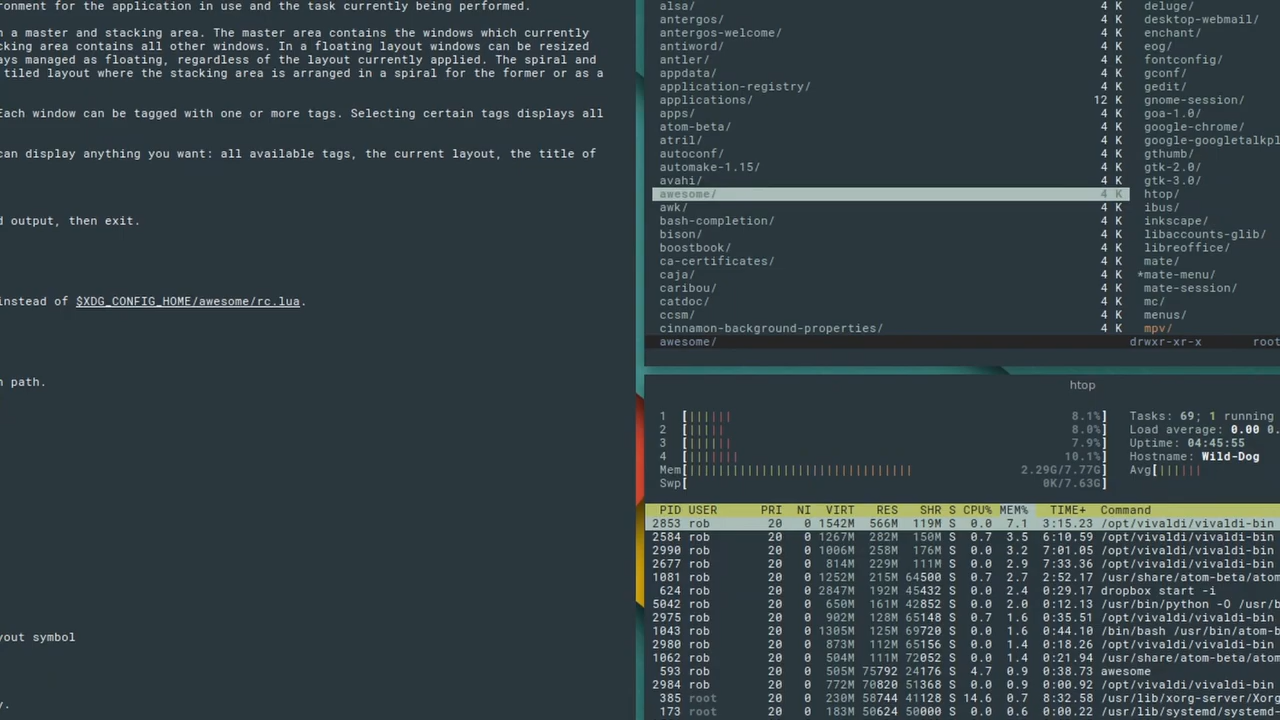 ronment for the application in use and the task currently being performed.
n a master and stacking area. The master area contains the windows which currently
cking area contains all other windows. In a floating layout windows can be resized
ays managed as floating, regardless of the layout currently applied. The spiral and
tiled layout where the stacking area is arranged in a spiral for the former or as a
Each window can be tagged with one or more tags. Selecting certain tags displays all
can display anything you want: all available tags, the current layout, the title of
d output, then exit.
instead of $XDG_CONFIG_HOME/awesome/rc.lua.
n path.
yout symbol
y.
alsa/ 4 K deluge/
antergos/ 4 K desktop-webmail/
antergos-welcome/ 4 K enchant/
antiword/ 4 K eog/
antler/ 4 K fontconfig/
appdata/ 4 K gconf/
application-registry/ 4 K gedit/
applications/ 12 K gnome-session/
apps/ 4 K goa-1.0/
atom-beta/ 4 K google-chrome/
atril/ 4 K google-googletalkpl
autoconf/ 4 K gthumb/
automake-1.15/ 4 K gtk-2.0/
avahi/ 4 K gtk-3.0/
awesome/ 4 K htop/
awk/ 4 K ibus/
bash-completion/ 4 K inkscape/
bison/ 4 K libaccounts-glib/
boostbook/ 4 K libreoffice/
ca-certificates/ 4 K mate/
caja/ 4 K *mate-menu/
caribou/ 4 K mate-session/
catdoc/ 4 K mc/
ccsm/ 4 K menus/
cinnamon-background-properties/ 4 K mpv/
awesome/ drwxr-xr-x root
htop
1 [|||||| 8.1%] Tasks: 69; 1 running
2 [||||| 8.0%] Load average: 0.00 0.
3 [|||||| 7.9%] Uptime: 04:45:55
4 [||||||| 10.1%] Hostname: Wild-Dog
Mem[||||||||||||||||||||||||||||||| 2.29G/7.77G] Avg[||||||
Swp[ 0K/7.63G]
PID USER PRI NI VIRT RES SHR S CPU% MEM% TIME+ Command
2853 rob 20 0 1542M 566M 119M S 0.0 7.1 3:15.23 /opt/vivaldi/vivaldi-bin
2584 rob 20 0 1267M 282M 150M S 0.7 3.5 6:10.59 /opt/vivaldi/vivaldi-bin
2990 rob 20 0 1006M 258M 176M S 0.0 3.2 7:01.05 /opt/vivaldi/vivaldi-bin
2677 rob 20 0 814M 229M 111M S 0.0 2.9 7:33.36 /opt/vivaldi/vivaldi-bin
1081 rob 20 0 1252M 215M 64500 S 0.7 2.7 2:52.17 /usr/share/atom-beta/atom
624 rob 20 0 2847M 192M 45432 S 0.0 2.4 0:29.17 dropbox start -i
5042 rob 20 0 650M 161M 42852 S 0.0 2.0 0:12.13 /usr/bin/python -O /usr/b
2975 rob 20 0 902M 128M 65148 S 0.7 1.6 0:35.51 /opt/vivaldi/vivaldi-bin
1043 rob 20 0 1305M 125M 69720 S 0.0 1.6 0:44.10 /bin/bash /usr/bin/atom-b
2980 rob 20 0 873M 112M 65156 S 0.0 1.4 0:18.26 /opt/vivaldi/vivaldi-bin
1062 rob 20 0 504M 111M 72052 S 0.0 1.4 0:21.94 /usr/share/atom-beta/atom
593 rob 20 0 505M 75792 24176 S 4.7 0.9 0:38.73 awesome
2984 rob 20 0 772M 70820 51368 S 0.0 0.9 0:00.92 /opt/vivaldi/vivaldi-bin
385 root 20 0 230M 58744 41128 S 14.6 0.7 8:32.58 /usr/lib/xorg-server/Xorg
173 root 20 0 183M 50624 50000 S 0.0 0.6 0:00.22 /usr/lib/systemd/systemd-